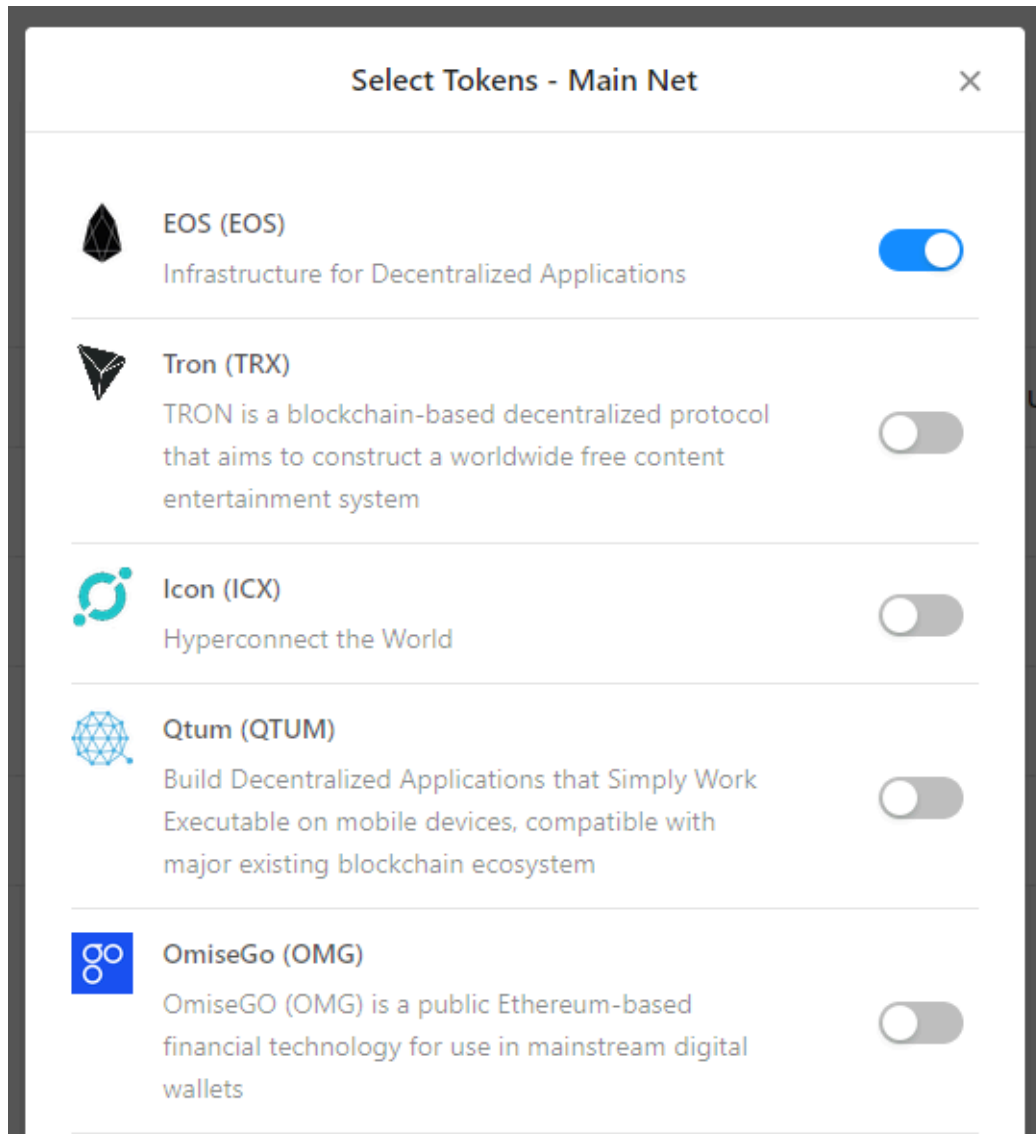 Select Tokens - Main Net
EOS (EOS)
Infrastructure for Decentralized Applications
Tron (TRX)
TRON is a blockchain-based decentralized protocol
that aims to construct a worldwide free content
entertainment system
Icon (ICX)
Hyperconnect the World
Qtum (QTUM)
Build Decentralized Applications that Simply Work
Executable on mobile devices, compatible with
major existing blockchain ecosystem
go
OmiseGo (OMG)
OmiseGO (OMG) is a public Ethereum-based
financial technology for use in mainstream digital
wallets